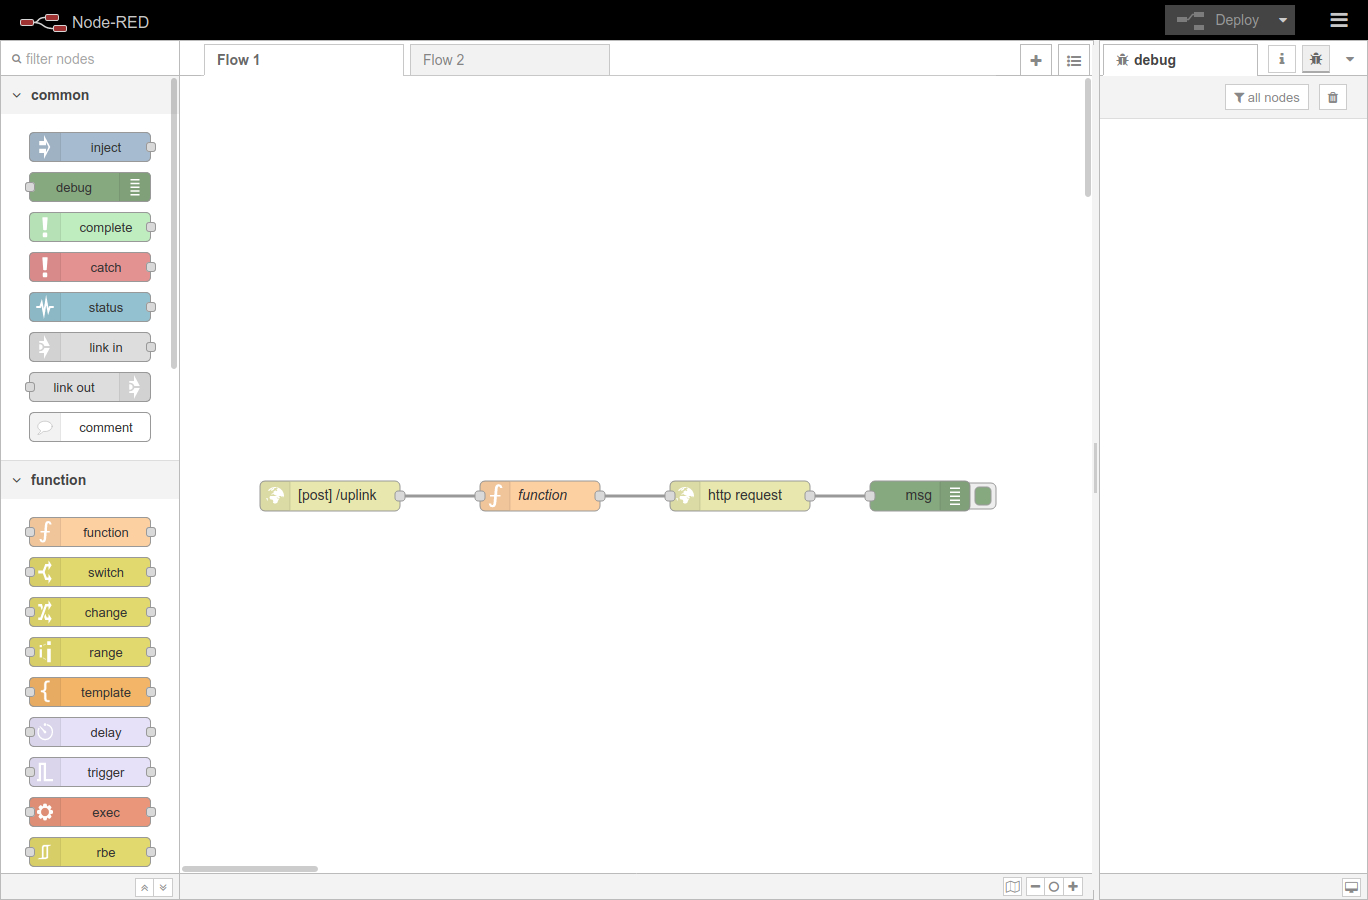 Node-RED
Deploy
filter nodes
Flow 1
Flow 2
debug
i
all nodes
common
inject
debug
complete
catch
status
link in
link out
comment
function
function
switch
change
range
template
delay
trigger
exec
rbe
[post] /uplink
function
http request
msg